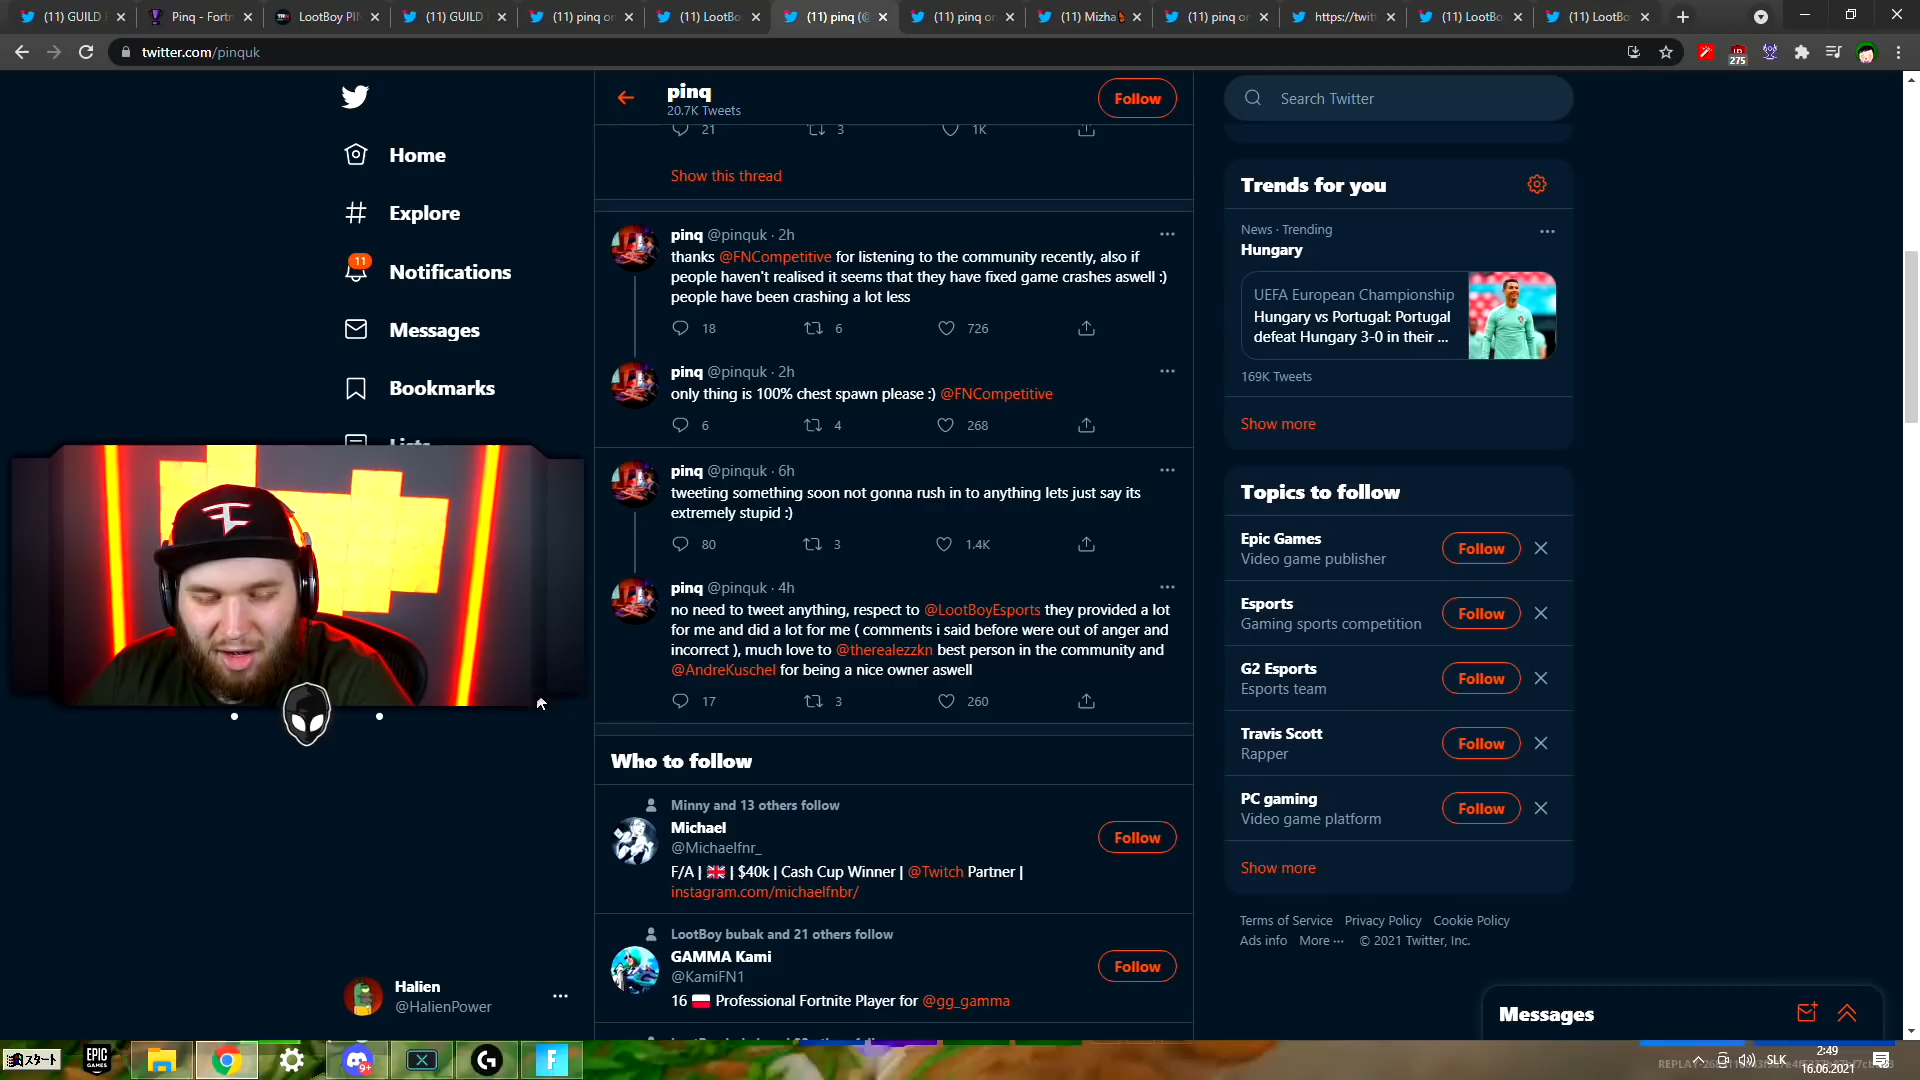 (11) GUILD
Pinq - Fortn
LootBoy PIN
(11) GUILD
(11) pinq or
(11) LootBo
(11) pinq (@
(11) pinq or
(11) Mizha
(11) pinq or
https://twitt
(11) LootBo
(11) LootBo
twitter.com/pinquk
275
pinq
20.7K Tweets
Follow
Search Twitter
Home
Explore
11
Notifications
Messages
Bookmarks
Lists
21 3 1K
Show this thread
pinq @pinquk · 2h
thanks @FNCompetitive for listening to the community recently, also if
people haven't realised it seems that they have fixed game crashes aswell :)
people have been crashing a lot less
18 6 726
pinq @pinquk · 2h
only thing is 100% chest spawn please :) @FNCompetitive
6 4 268
pinq @pinquk · 6h
tweeting something soon not gonna rush in to anything lets just say its
extremely stupid :)
80 3 1.4K
pinq @pinquk · 4h
no need to tweet anything, respect to @LootBoyEsports they provided a lot
for me and did a lot for me ( comments i said before were out of anger and
incorrect ), much love to @therealezzkn best person in the community and
@AndreKuschel for being a nice owner aswell
17 3 260
Who to follow
Minny and 13 others follow
Michael
@Michaelfnr_
Follow
F/A | 🇬🇧 | $40k | Cash Cup Winner | @Twitch Partner |
instagram.com/michaelfnbr/
LootBoy bubak and 21 others follow
GAMMA Kami
@KamiFN1
Follow
16 🇵🇱 Professional Fortnite Player for @gg_gamma
Trends for you
News · Trending
Hungary
UEFA European Championship
Hungary vs Portugal: Portugal
defeat Hungary 3-0 in their ...
169K Tweets
Show more
Topics to follow
Epic Games
Video game publisher
Follow
Esports
Gaming sports competition
Follow
G2 Esports
Esports team
Follow
Travis Scott
Rapper
Follow
PC gaming
Video game platform
Follow
Show more
Terms of Service Privacy Policy Cookie Policy
Ads info More ··· © 2021 Twitter, Inc.
Halien
@HalienPower
Messages
スタート
EPIC
GAMES
9+
SLK
2:49
16.06.2021